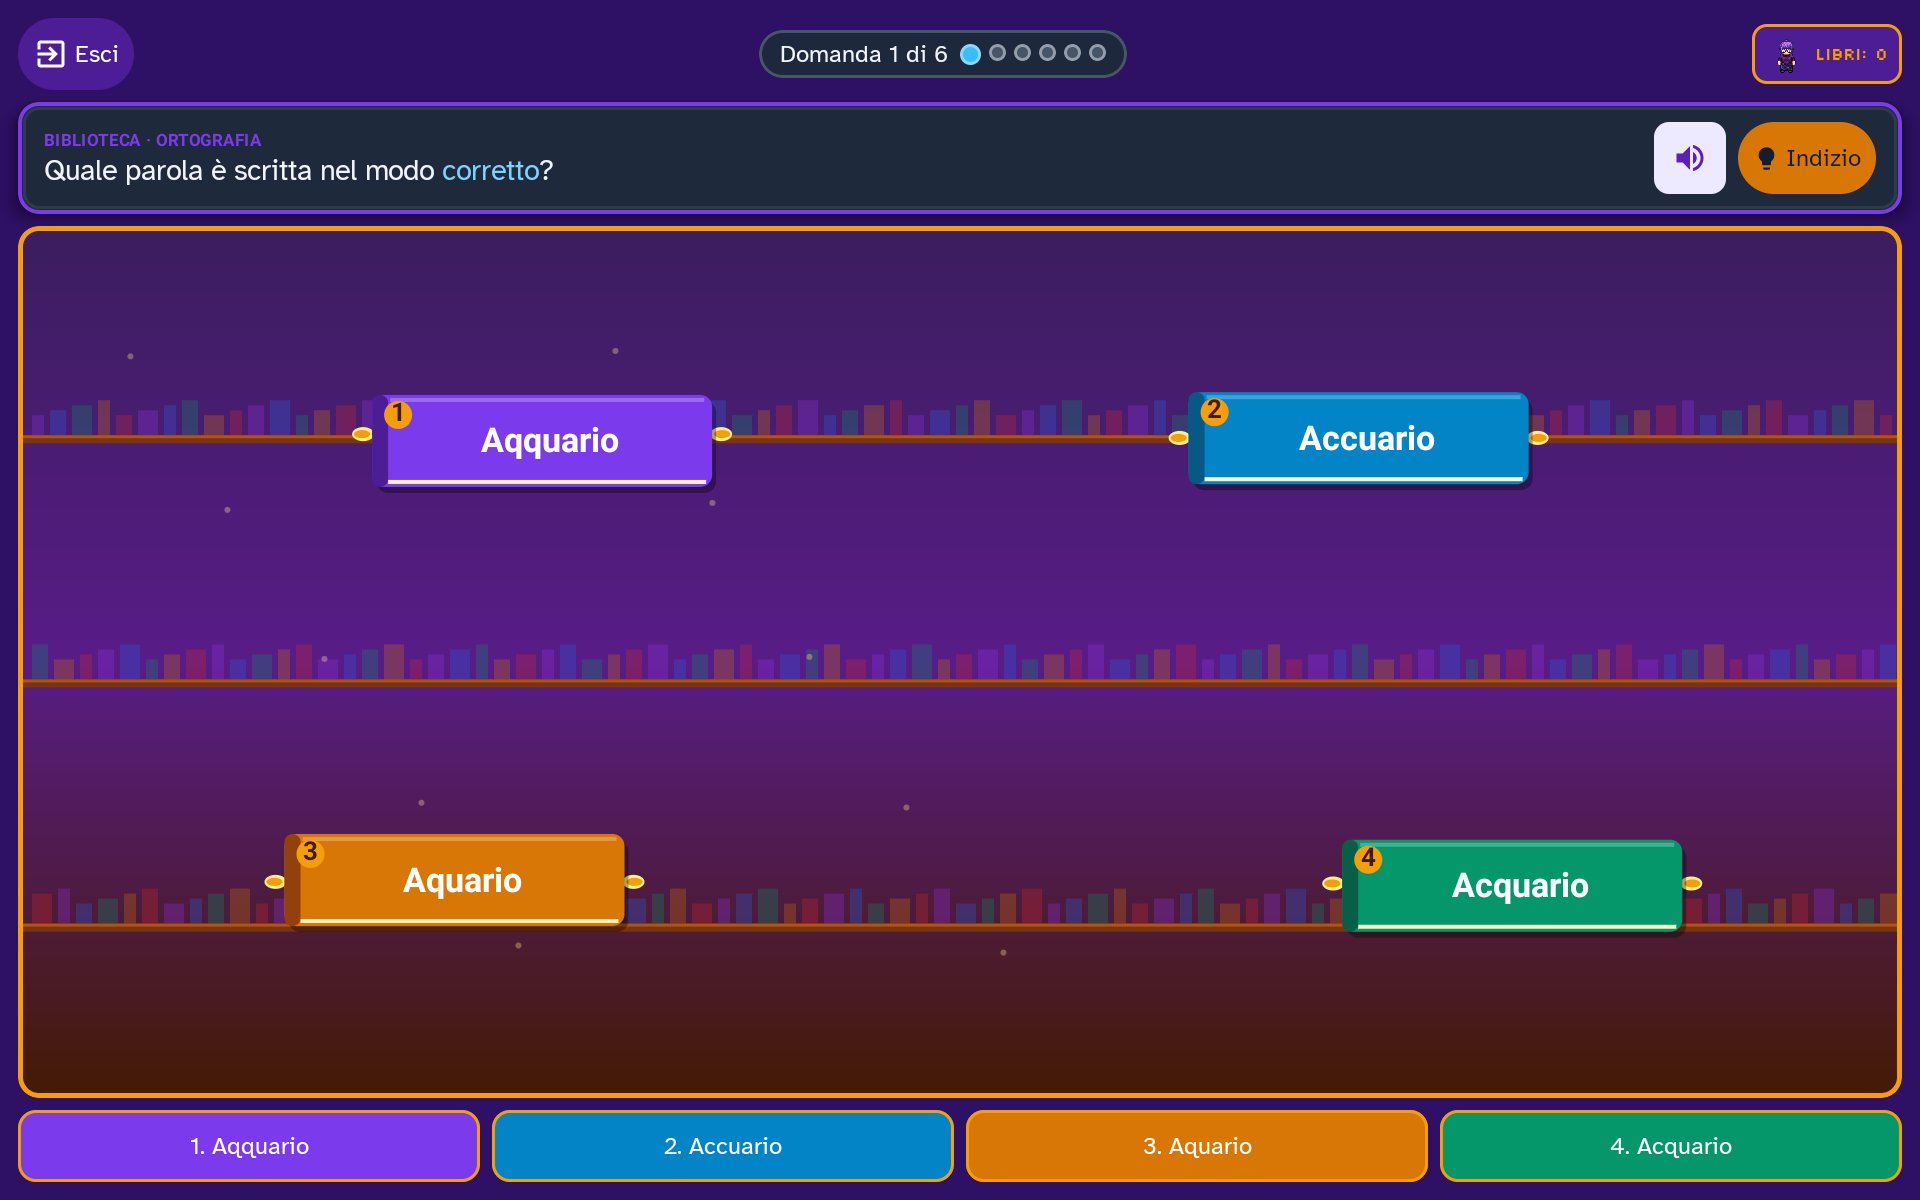 Esci
Domanda 1 di 6
LIBRI: 0
BIBLIOTECA · ORTOGRAFIA
Quale parola è scritta nel modo corretto?
Indizio
1
Aqquario
2
Accuario
3
Aquario
4
Acquario
1. Aqquario
2. Accuario
3. Aquario
4. Acquario